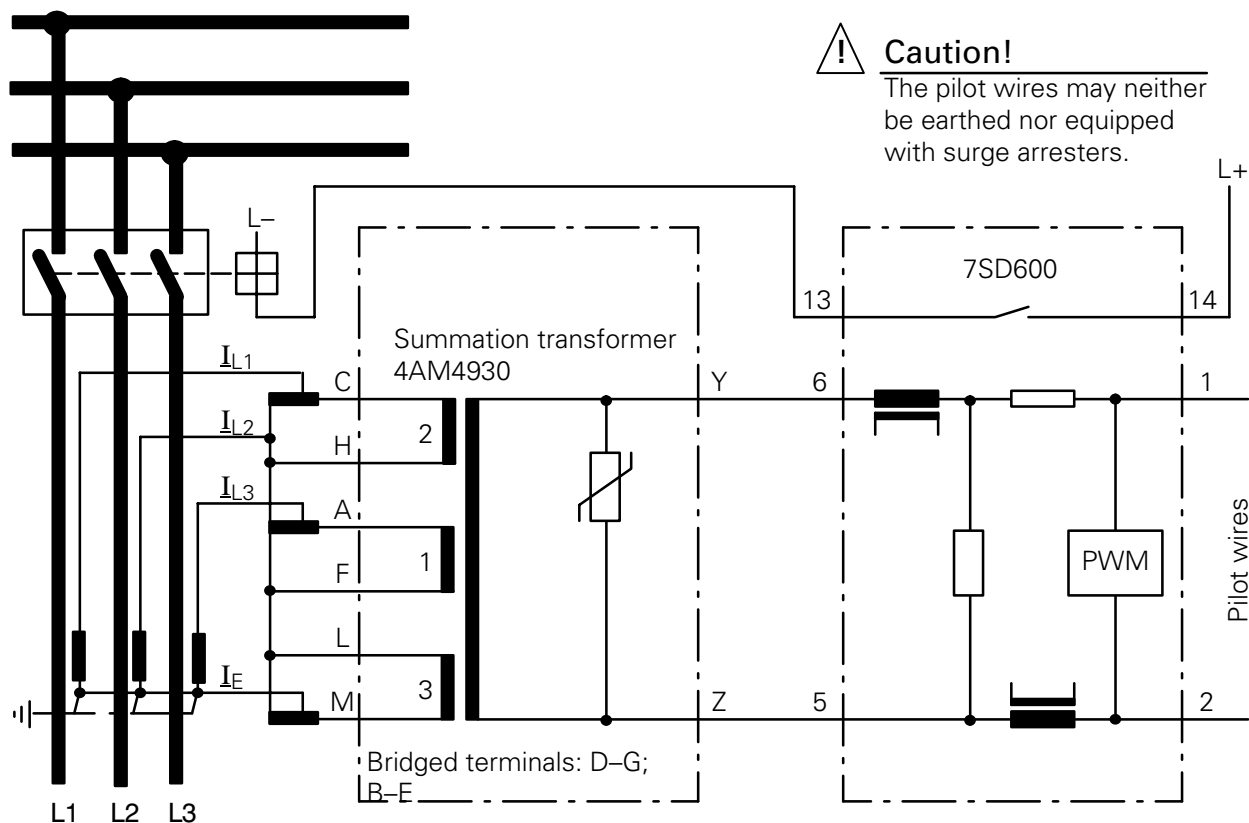 !
Caution!
The pilot wires may neither
be earthed nor equipped
with surge arresters.
L+
L–
7SD600
13
14
Summation transformer
4AM4930
IL1
C
Y
6
1
IL2
H
2
IL3
A
F
1
PWM
Pilot wires
L
IE
M
3
Z
5
2
Bridged terminals: D–G;
B–E
L1
L2
L3